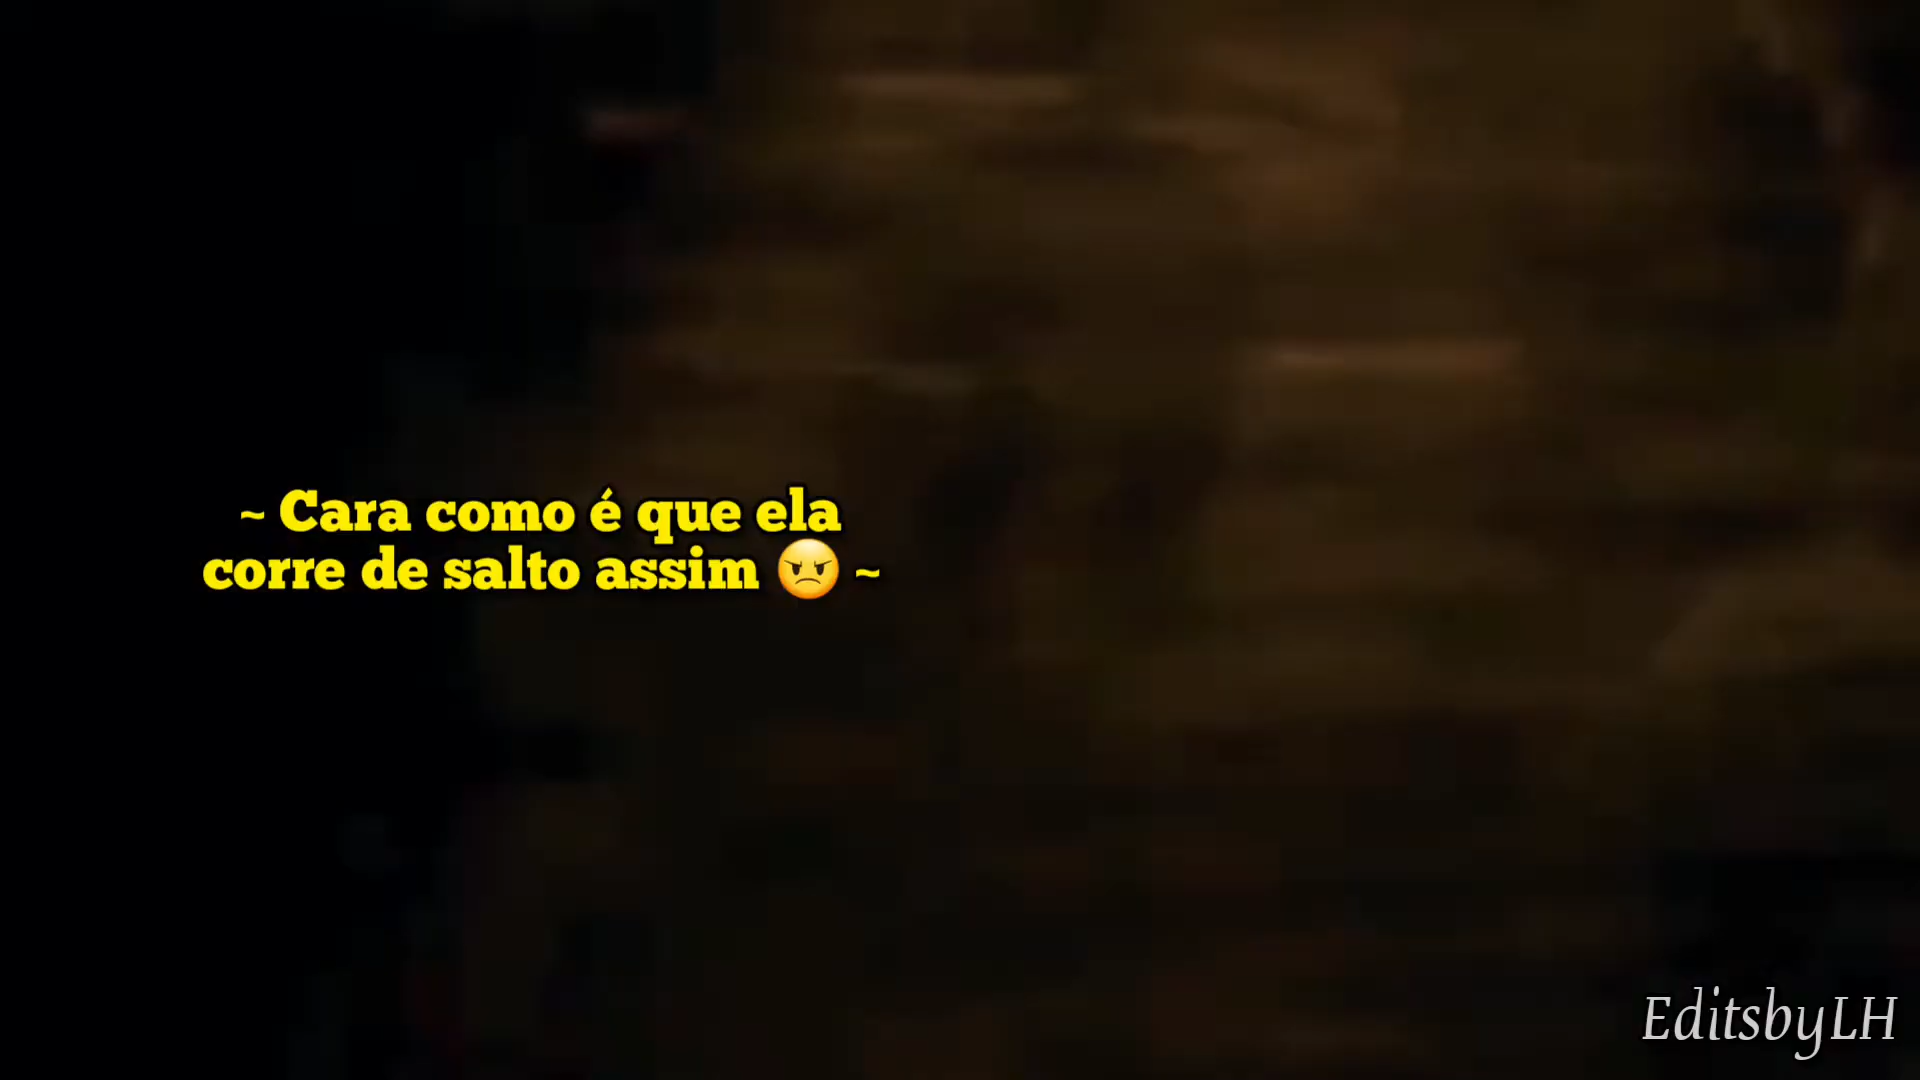 ~ Cara como é que ela
corre de salto assim 😠 ~
EditsbyLH